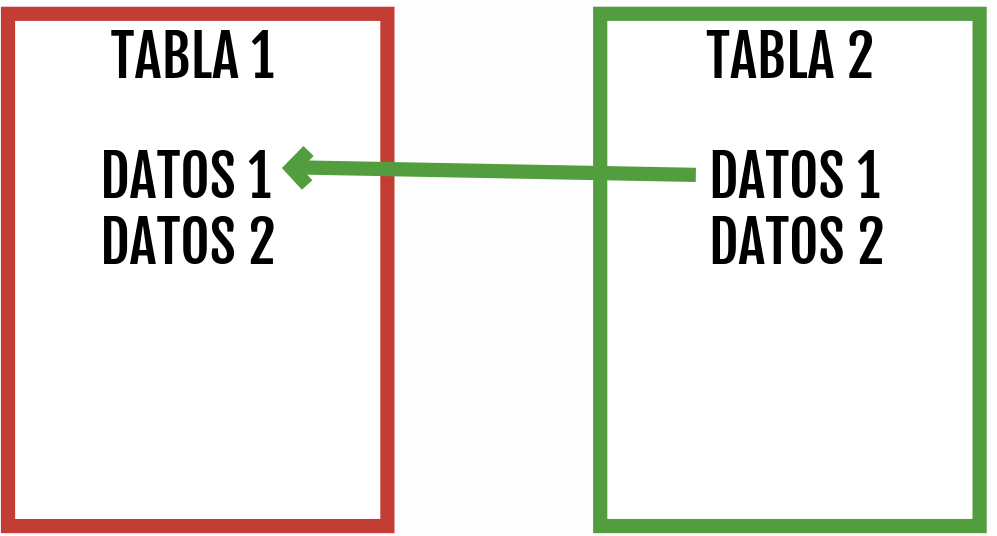 TABLA 1
DATOS 1
DATOS 2
TABLA 2
DATOS 1
DATOS 2